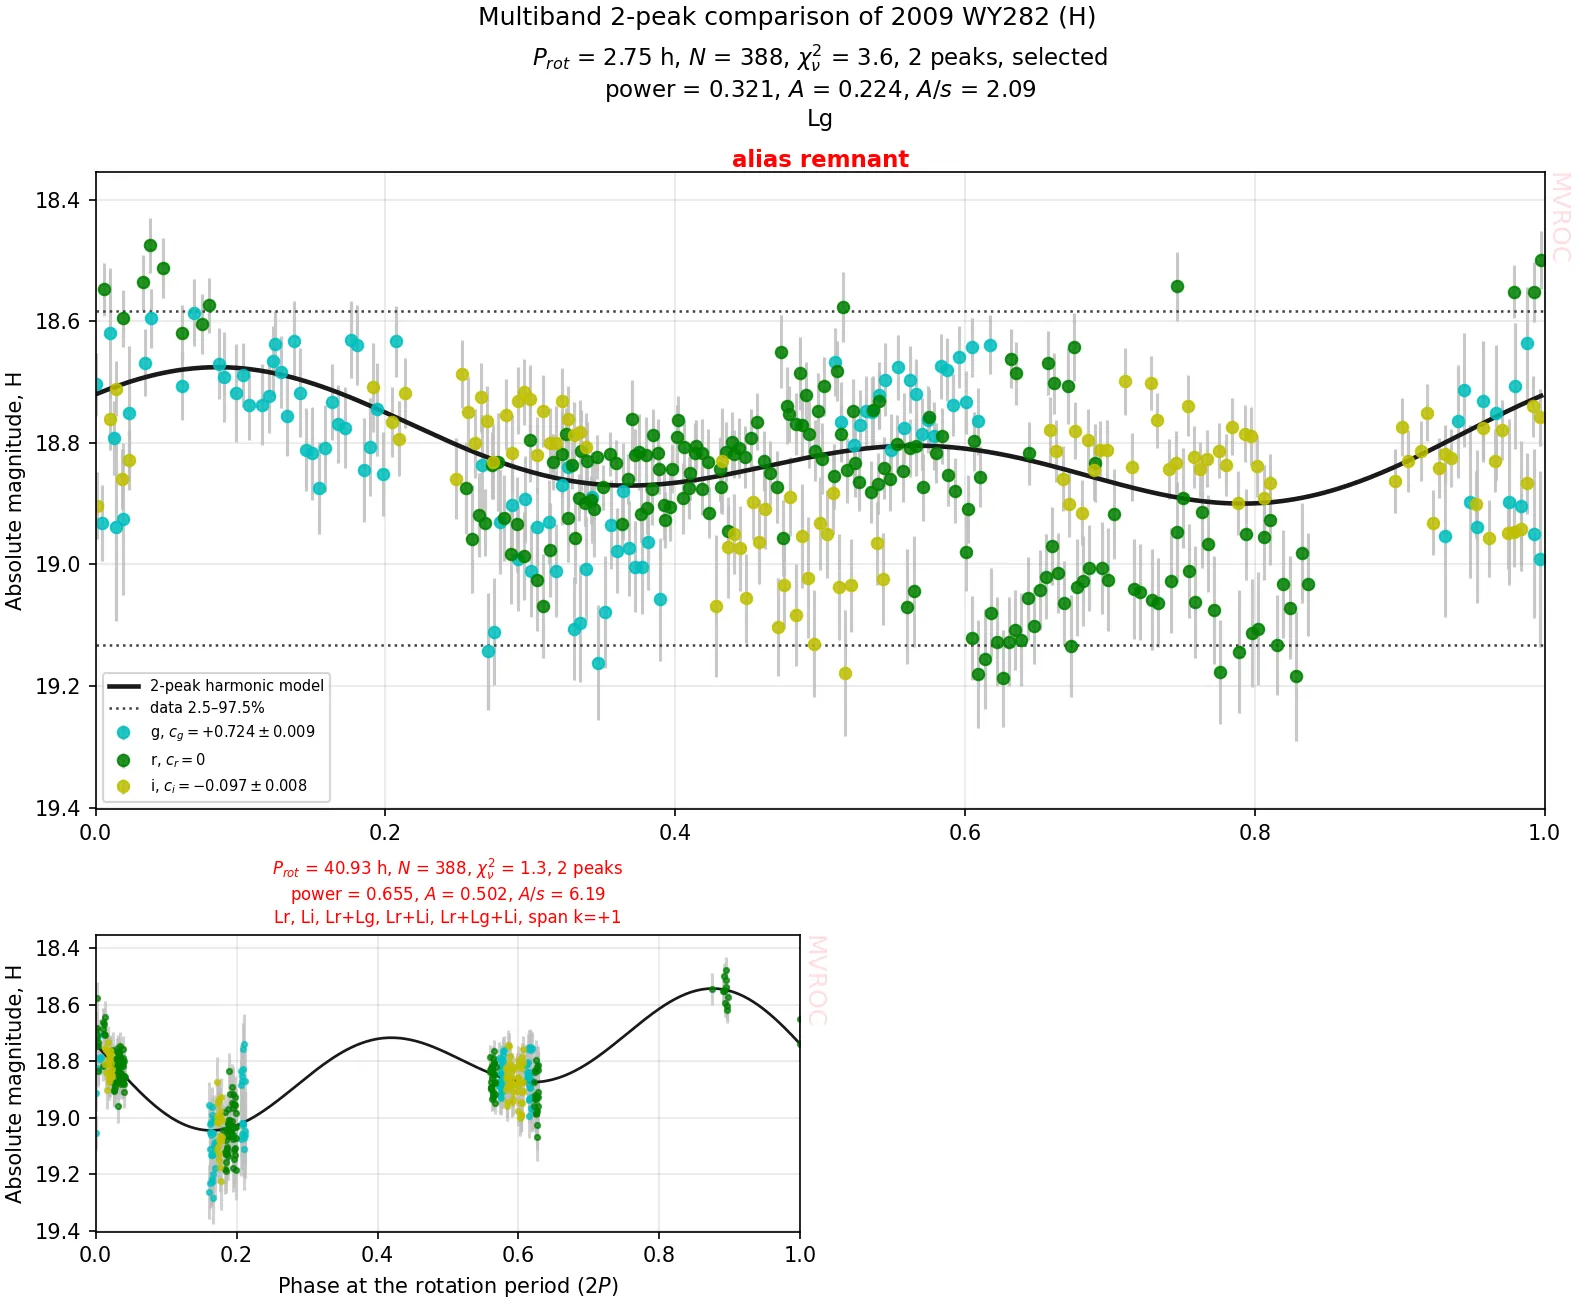 Multiband 2-peak comparison of 2009 WY282 (H)
P_rot = 2.75 h, N = 388, χ²_ν = 3.6, 2 peaks, selected
power = 0.321, A = 0.224, A/s = 2.09
Lg
alias remnant
MVROC
Absolute magnitude, H
18.4
18.6
18.8
19.0
19.2
19.4
2-peak harmonic model
data 2.5–97.5%
g, c_g = +0.724 ± 0.009
r, c_r = 0
i, c_i = −0.097 ± 0.008
0.0 0.2 0.4 0.6 0.8 1.0
P_rot = 40.93 h, N = 388, χ²_ν = 1.3, 2 peaks
power = 0.655, A = 0.502, A/s = 6.19
Lr, Li, Lr+Lg, Lr+Li, Lr+Lg+Li, span k=+1
MVROC
Absolute magnitude, H
18.4
18.6
18.8
19.0
19.2
19.4
0.0 0.2 0.4 0.6 0.8 1.0
Phase at the rotation period (2P)